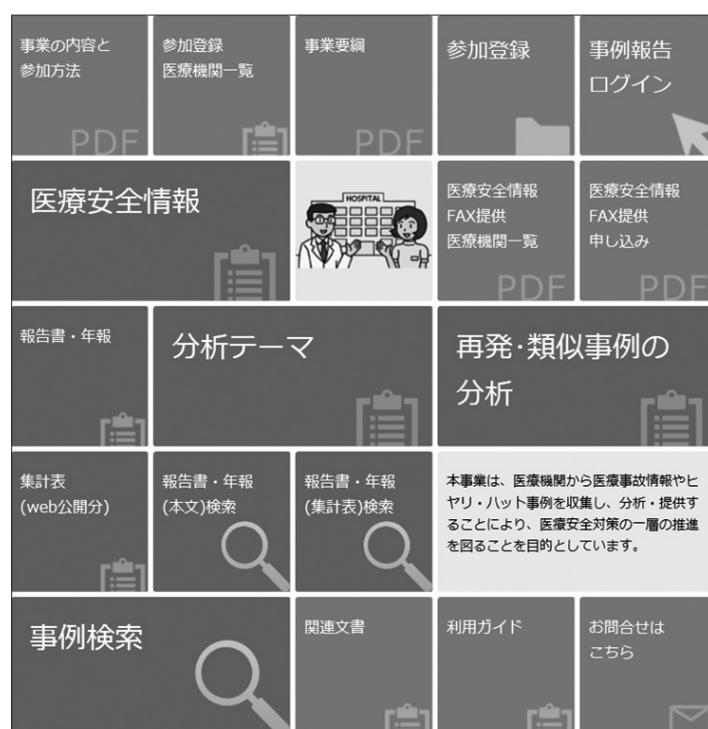 事業の内容と
参加方法
PDF
参加登録
医療機関一覧
事業要綱
PDF
参加登録
事例報告
ログイン
医療安全情報
HOSPITAL
医療安全情報
FAX提供
医療機関一覧
PDF
医療安全情報
FAX提供
申し込み
PDF
報告書・年報
分析テーマ
再発・類似事例の
分析
集計表
(web公開分)
報告書・年報
(本文)検索
報告書・年報
(集計表)検索
本事業は、医療機関から医療事故情報やヒ
ヤリ・ハット事例を収集し、分析・提供す
ることにより、医療安全対策の一層の推進
を図ることを目的としています。
事例検索
関連文書
利用ガイド
お問合せは
こちら